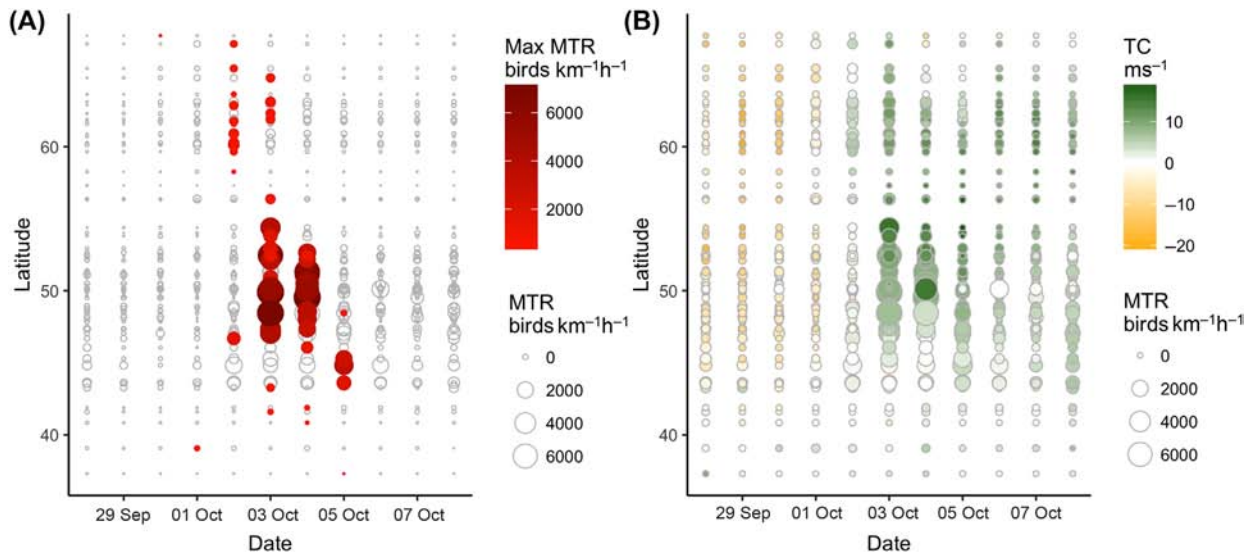 (A)
Latitude
60
50
40
29 Sep 01 Oct 03 Oct 05 Oct 07 Oct
Date
Max MTR
birds km⁻¹h⁻¹
6000
4000
2000
MTR
birds km⁻¹h⁻¹
0
2000
4000
6000
(B)
Latitude
60
50
40
29 Sep 01 Oct 03 Oct 05 Oct 07 Oct
Date
TC
ms⁻¹
10
0
−10
−20
MTR
birds km⁻¹h⁻¹
0
2000
4000
6000